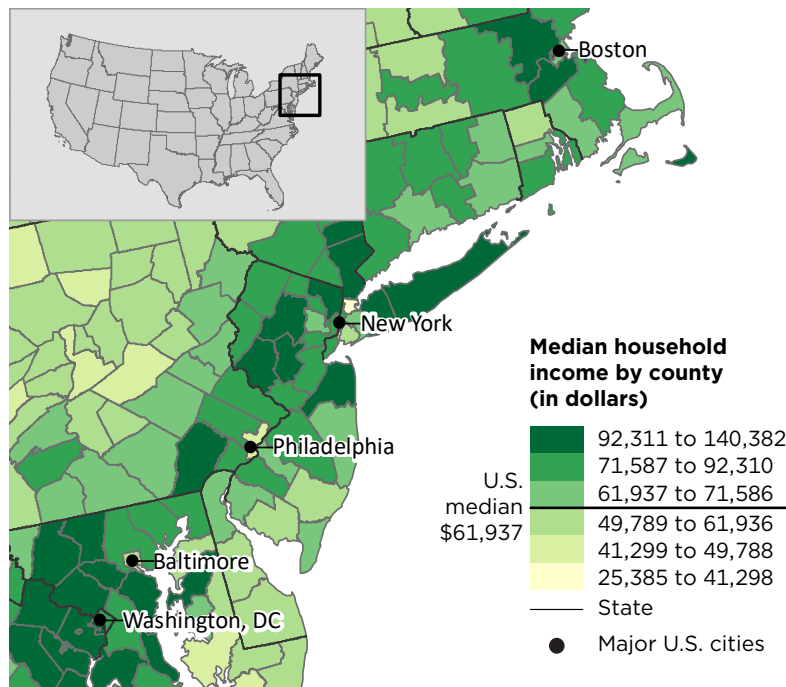 Boston
New York
Philadelphia
Baltimore
Washington, DC
Median household
income by county
(in dollars)
92,311 to 140,382
71,587 to 92,310
61,937 to 71,586
U.S.
median
$61,937
49,789 to 61,936
41,299 to 49,788
25,385 to 41,298
State
Major U.S. cities